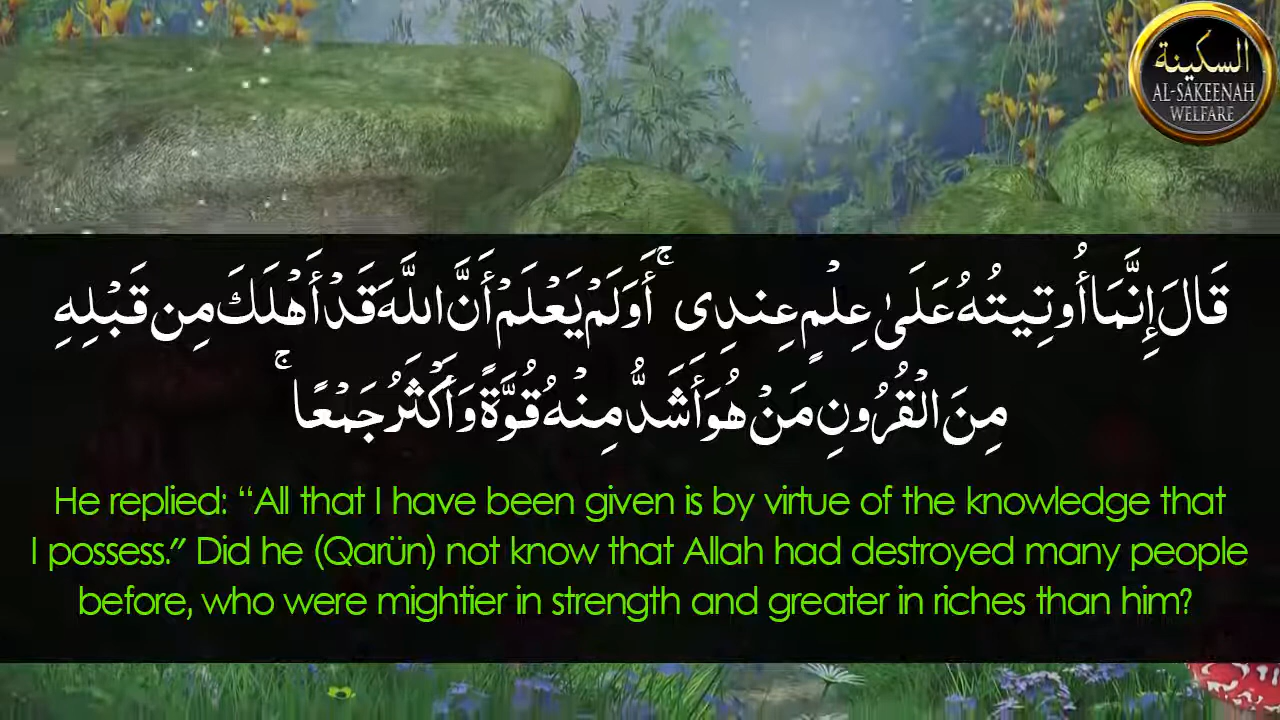 السكينة
AL-SAKEENAH
WELFARE
قَالَ إِنَّمَا أُوتِيتُهُ عَلَىٰ عِلْمٍ عِندِي ۚ أَوَلَمْ يَعْلَمْ أَنَّ اللَّهَ قَدْ أَهْلَكَ مِن قَبْلِهِ
مِنَ الْقُرُونِ مَنْ هُوَ أَشَدُّ مِنْهُ قُوَّةً وَأَكْثَرُ جَمْعًا ۚ
He replied: “All that I have been given is by virtue of the knowledge that
I possess.” Did he (Qarün) not know that Allah had destroyed many people
before, who were mightier in strength and greater in riches than him?